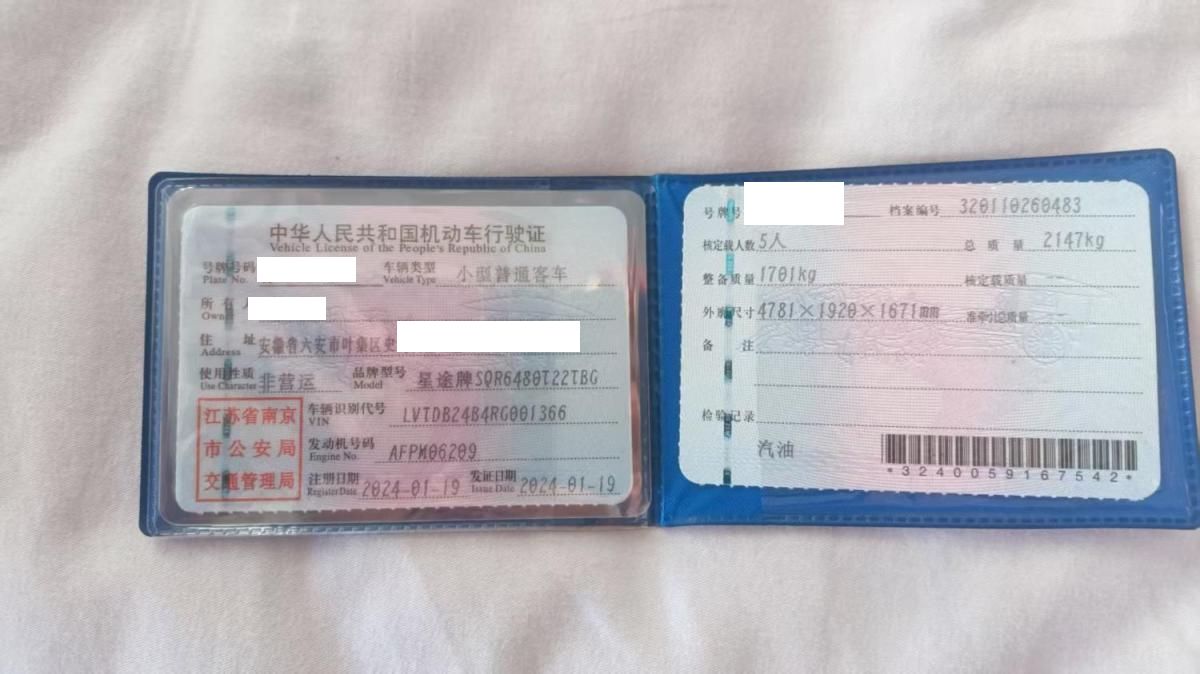 中华人民共和国机动车行驶证
Vehicle License of the People's Republic of China
号牌号码 车辆类型 小型普通客车
Plate No. Vehicle Type
所有人
Owner
住址 安徽省六安市叶集区史
Address
使用性质 非营运 品牌型号 星途牌SQR6480T22TBG
Use Character Model
江苏省南京
市公安局
交通管理局
车辆识别代号 LVTDB24B4RG001366
VIN
发动机号码 AFPM06209
Engine No.
注册日期 2024-01-19 发证日期 2024-01-19
Register Date Issue Date
号牌号 档案编号 320110260483
核定载人数 5人 总质量 2147kg
整备质量 1701kg 核定载质量
外廓尺寸 4781×1920×1671mm 准牵引总质量 --
备注
检验记录
汽油
*3240059167542*